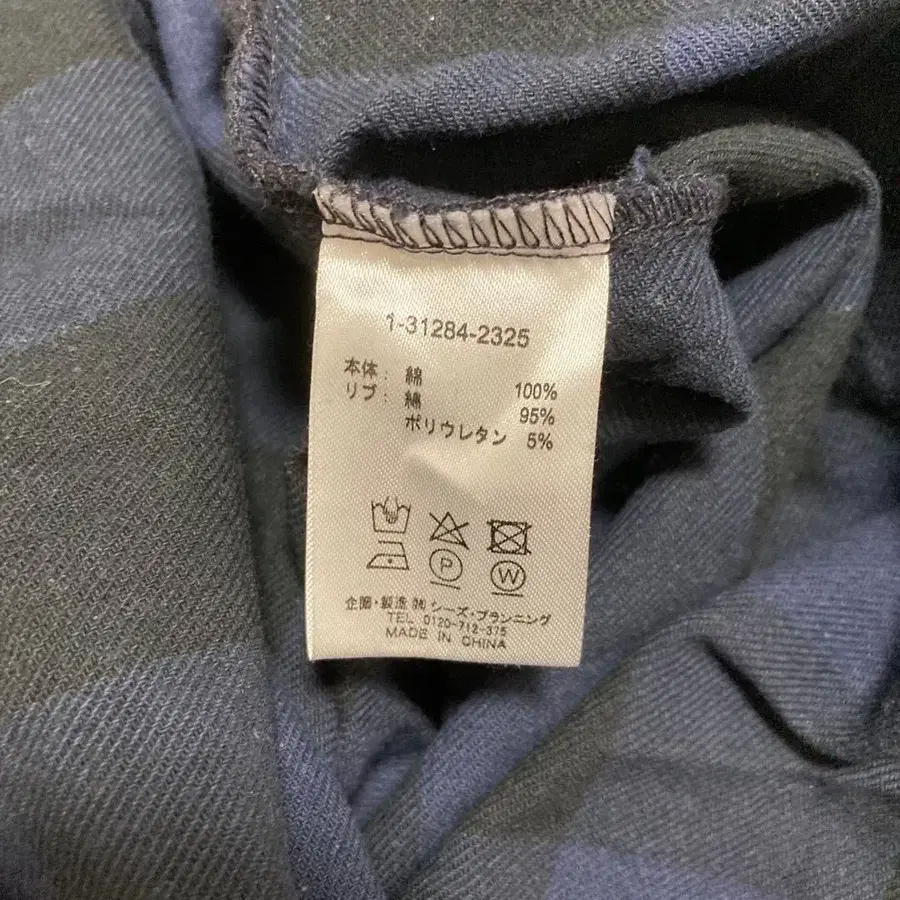 1-31284-2325
本体: 綿 100%
リブ: 綿 95%
ポリウレタン 5%
P
W
企画・製造 ㈱ シーズ・プランニング
TEL 0120-712-375
MADE IN CHINA